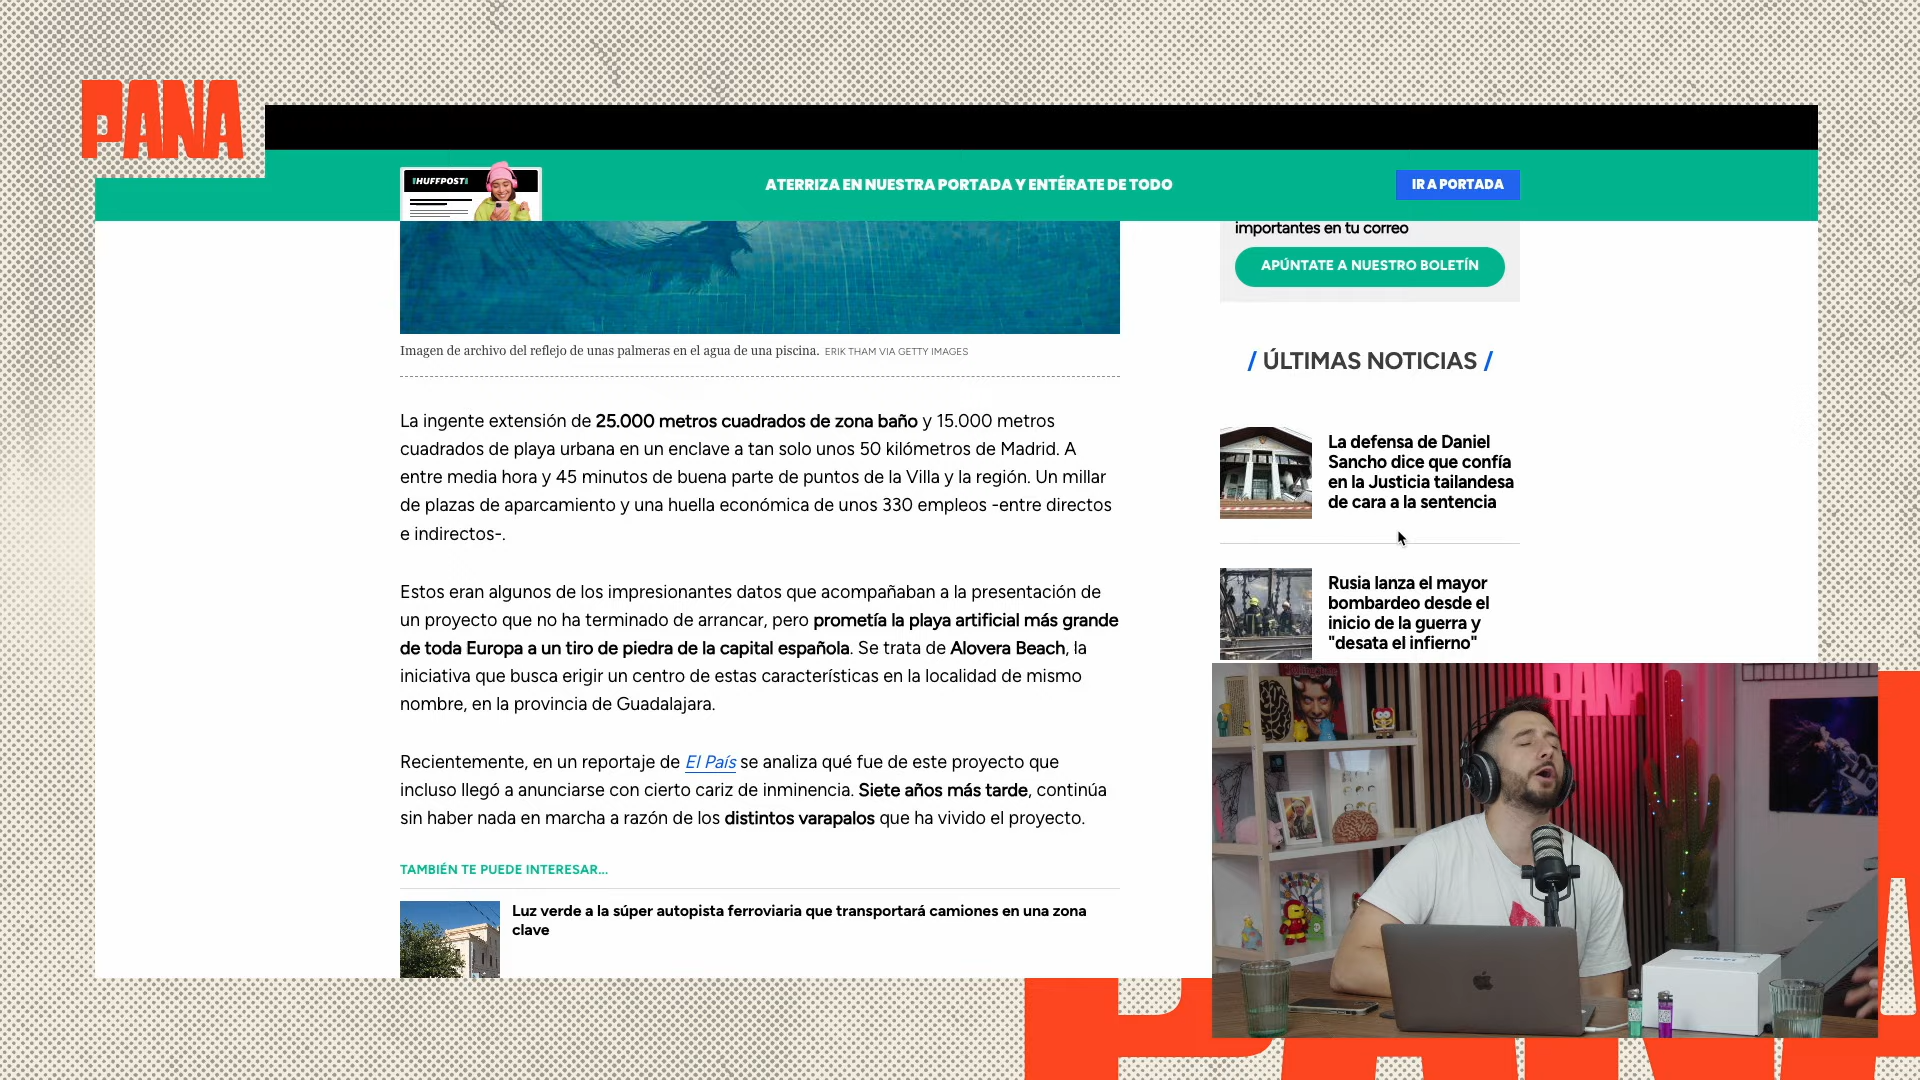 PANA
HUFFPOST
ATERRIZA EN NUESTRA PORTADA Y ENTÉRATE DE TODO
IR A PORTADA
importantes en tu correo
APÚNTATE A NUESTRO BOLETÍN
Imagen de archivo del reflejo de unas palmeras en el agua de una piscina. ERIK THAM VIA GETTY IMAGES
La ingente extensión de 25.000 metros cuadrados de zona baño y 15.000 metros
cuadrados de playa urbana en un enclave a tan solo unos 50 kilómetros de Madrid. A
entre media hora y 45 minutos de buena parte de puntos de la Villa y la región. Un millar
de plazas de aparcamiento y una huella económica de unos 330 empleos -entre directos
e indirectos-.
Estos eran algunos de los impresionantes datos que acompañaban a la presentación de
un proyecto que no ha terminado de arrancar, pero prometía la playa artificial más grande
de toda Europa a un tiro de piedra de la capital española. Se trata de Alovera Beach, la
iniciativa que busca erigir un centro de estas características en la localidad de mismo
nombre, en la provincia de Guadalajara.
Recientemente, en un reportaje de El País se analiza qué fue de este proyecto que
incluso llegó a anunciarse con cierto cariz de inminencia. Siete años más tarde, continúa
sin haber nada en marcha a razón de los distintos varapalos que ha vivido el proyecto.
TAMBIÉN TE PUEDE INTERESAR...
Luz verde a la súper autopista ferroviaria que transportará camiones en una zona
clave
/ ÚLTIMAS NOTICIAS /
La defensa de Daniel
Sancho dice que confía
en la Justicia tailandesa
de cara a la sentencia
Rusia lanza el mayor
bombardeo desde el
inicio de la guerra y
"desata el infierno"
PANA
PANA